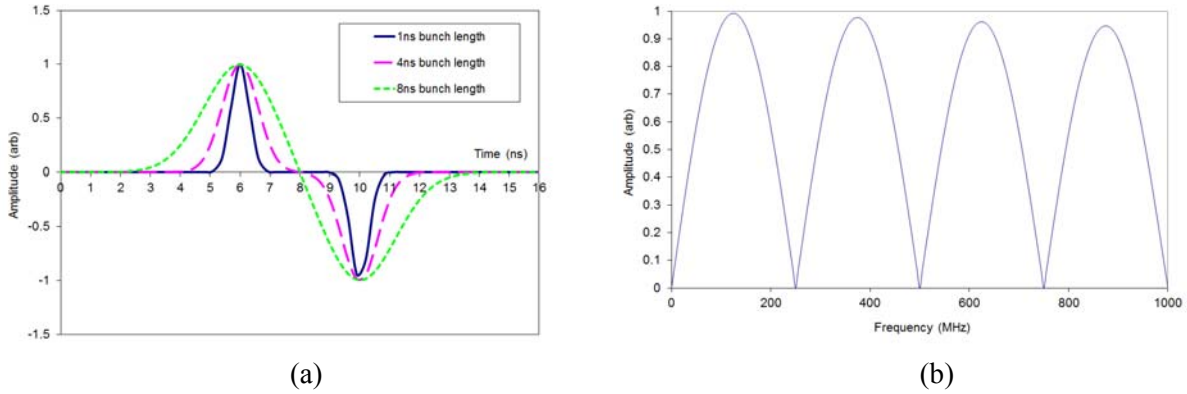 1.5
1
0.5
0
-0.5
-1
-1.5
Amplitude (arb)
1ns bunch length
4ns bunch length
8ns bunch length
Time (ns)
0 1 2 3 4 5 6 7 8 9 10 11 12 13 14 15 16
(a)
1
0.9
0.8
0.7
0.6
0.5
0.4
0.3
0.2
0.1
0
Amplitude (arb)
0 200 400 600 800 1000
Frequency (MHz)
(b)